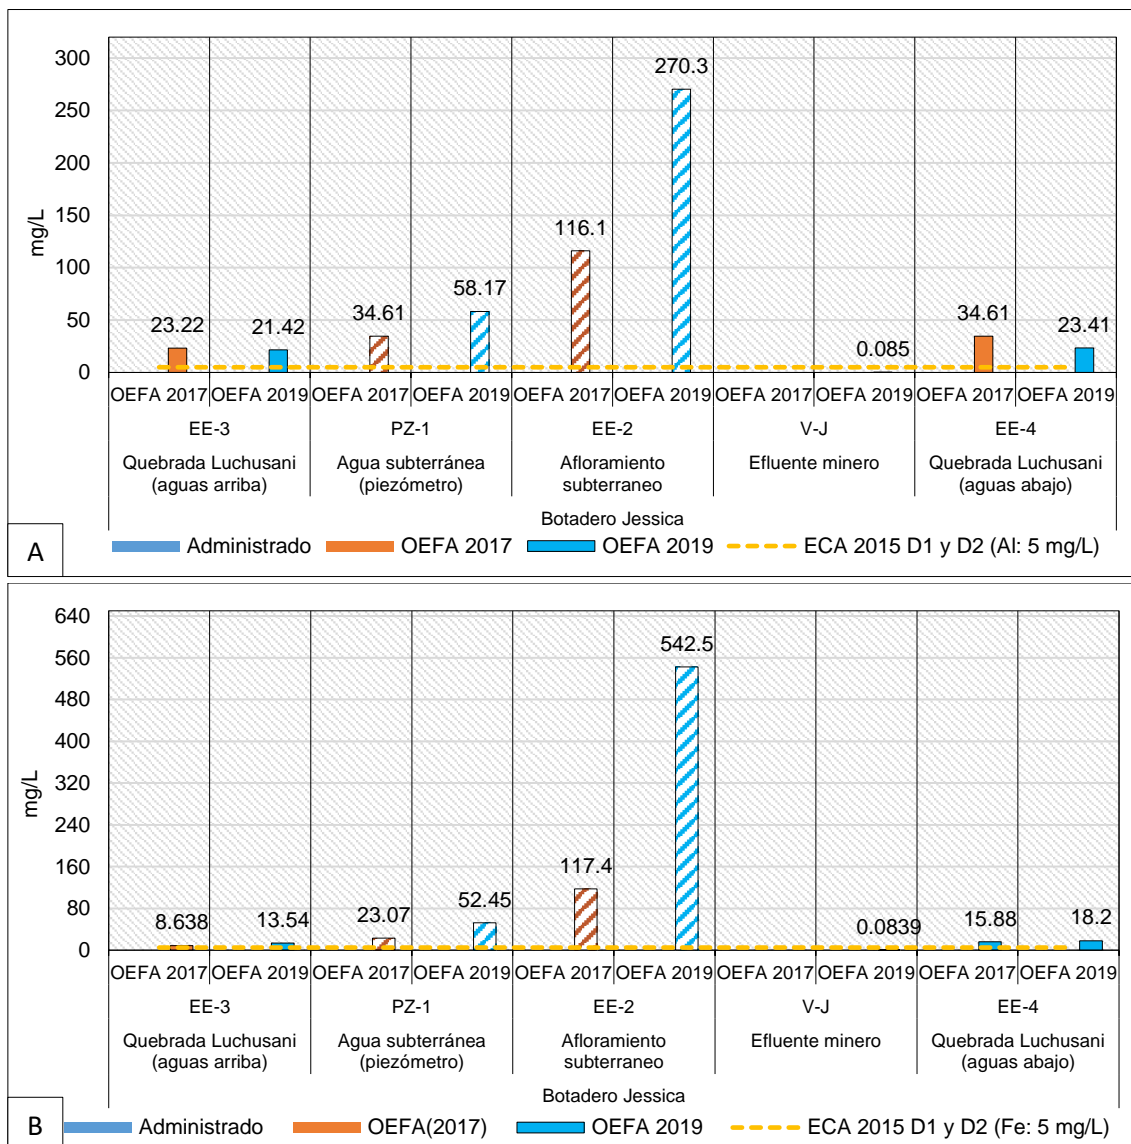 300
250
200
150
100
50
0
mg/L
23.22
21.42
34.61
58.17
116.1
270.3
0.085
34.61
23.41
OEFA 2017 OEFA 2019 OEFA 2017 OEFA 2019 OEFA 2017 OEFA 2019 OEFA 2017 OEFA 2019 OEFA 2017 OEFA 2019
EE-3 PZ-1 EE-2 V-J EE-4
Quebrada Luchusani Agua subterránea Afloramiento Efluente minero Quebrada Luchusani
(aguas arriba) (piezómetro) subterraneo (aguas abajo)
Botadero Jessica
A
Administrado OEFA 2017 OEFA 2019 ECA 2015 D1 y D2 (Al: 5 mg/L)
640
560
480
400
320
240
160
80
0
mg/L
8.638
13.54
23.07
52.45
117.4
542.5
0.0839
15.88
18.2
OEFA 2017 OEFA 2019 OEFA 2017 OEFA 2019 OEFA 2017 OEFA 2019 OEFA 2017 OEFA 2019 OEFA 2017 OEFA 2019
EE-3 PZ-1 EE-2 V-J EE-4
Quebrada Luchusani Agua subterránea Afloramiento Efluente minero Quebrada Luchusani
(aguas arriba) (piezómetro) subterraneo (aguas abajo)
Botadero Jessica
B
Administrado OEFA(2017) OEFA 2019 ECA 2015 D1 y D2 (Fe: 5 mg/L)